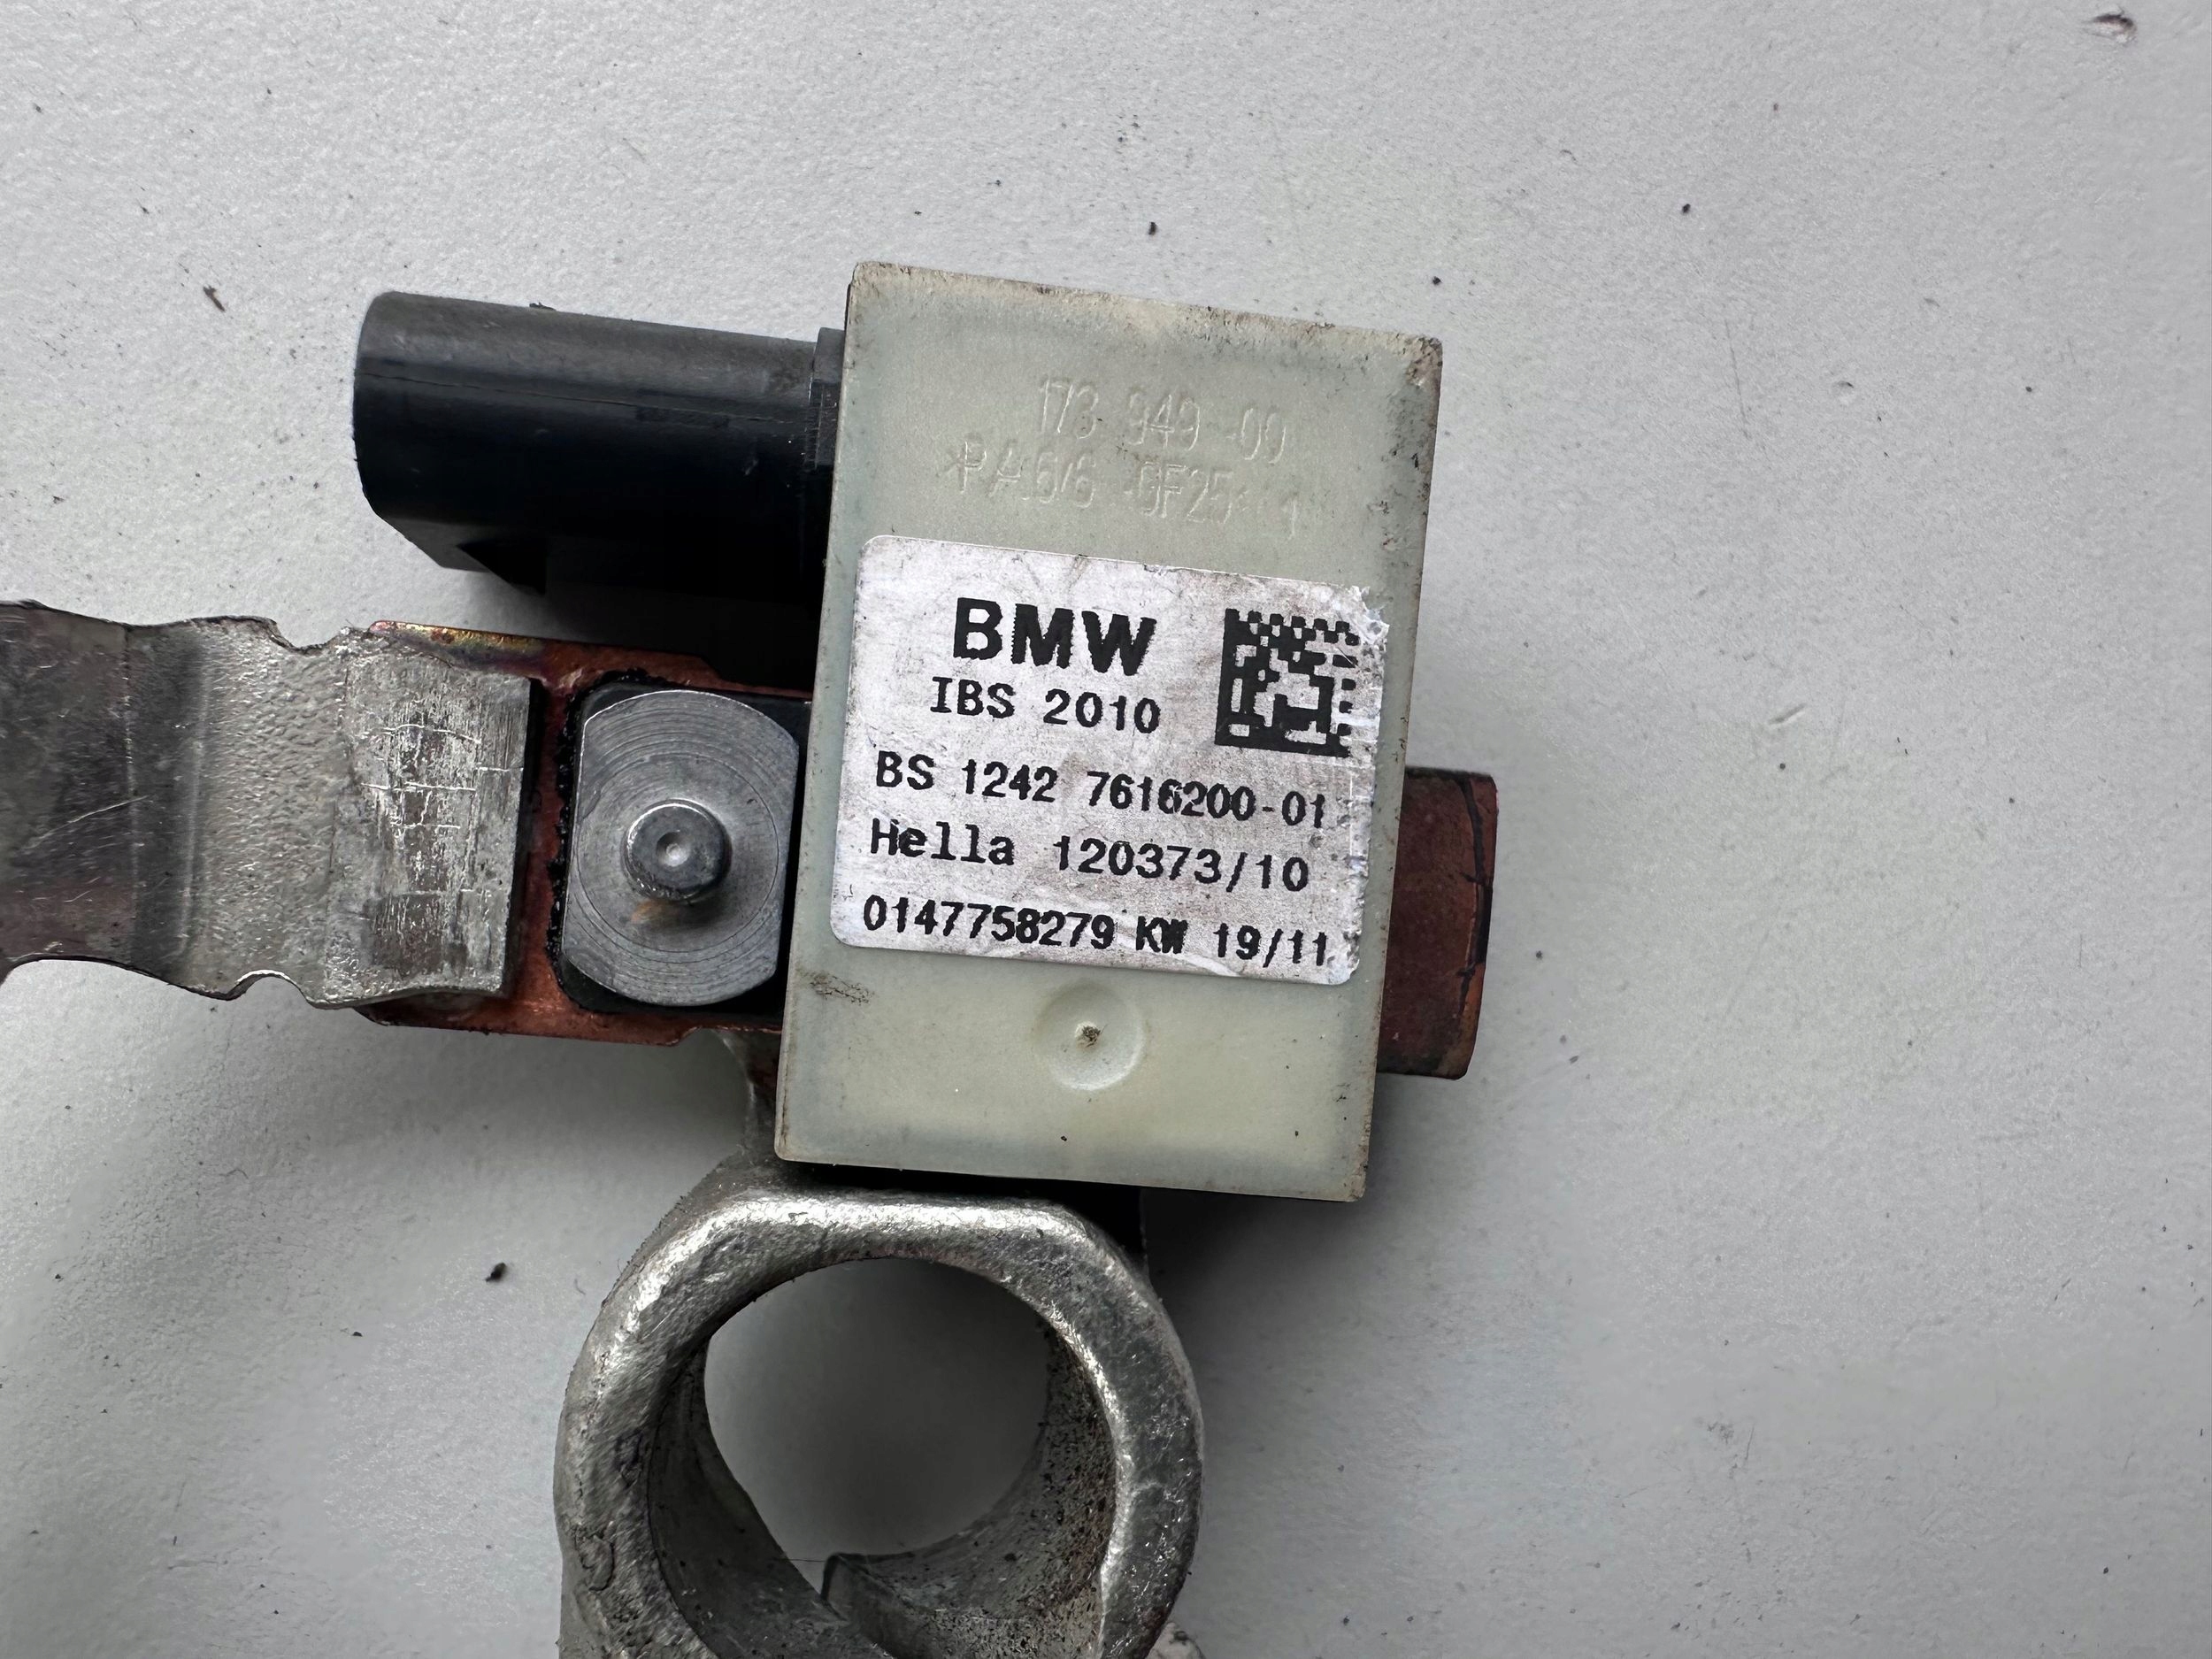 173 949-00
>PA6/6-GF25< 1
BMW
IBS 2010
BS 1242 7616200-01
Hella 120373/10
0147758279 KW 19/11